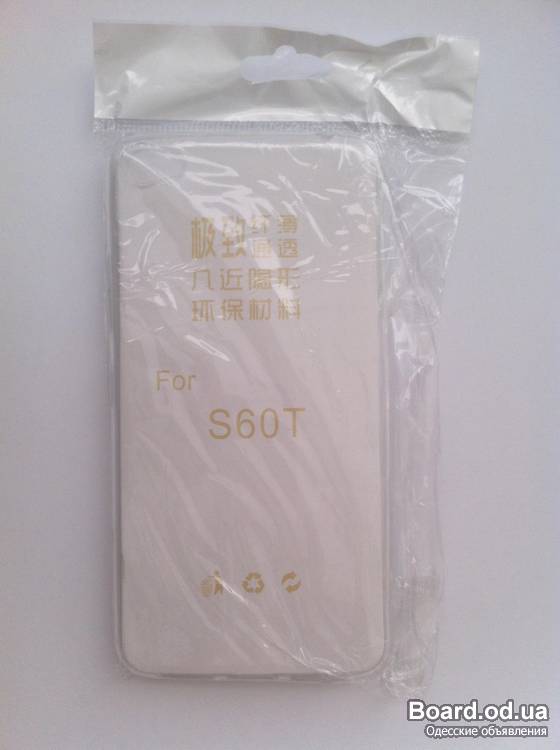 极致 纤薄
通透
几近隐形
环保材料
For
S60T
Board.od.ua
Одесские объявления